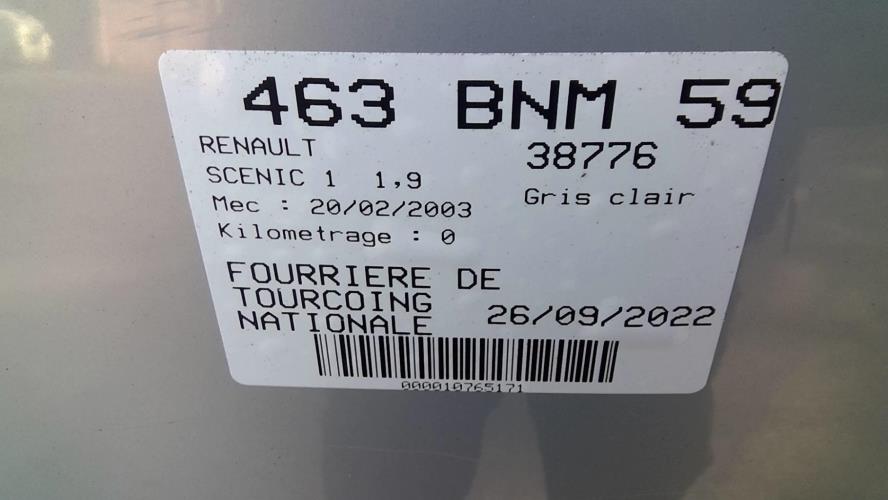 463 BNM 59
RENAULT 38776
SCENIC 1 1,9 Gris clair
Mec : 20/02/2003
Kilometrage : 0
FOURRIERE DE
TOURCOING
NATIONALE 26/09/2022
000010765171